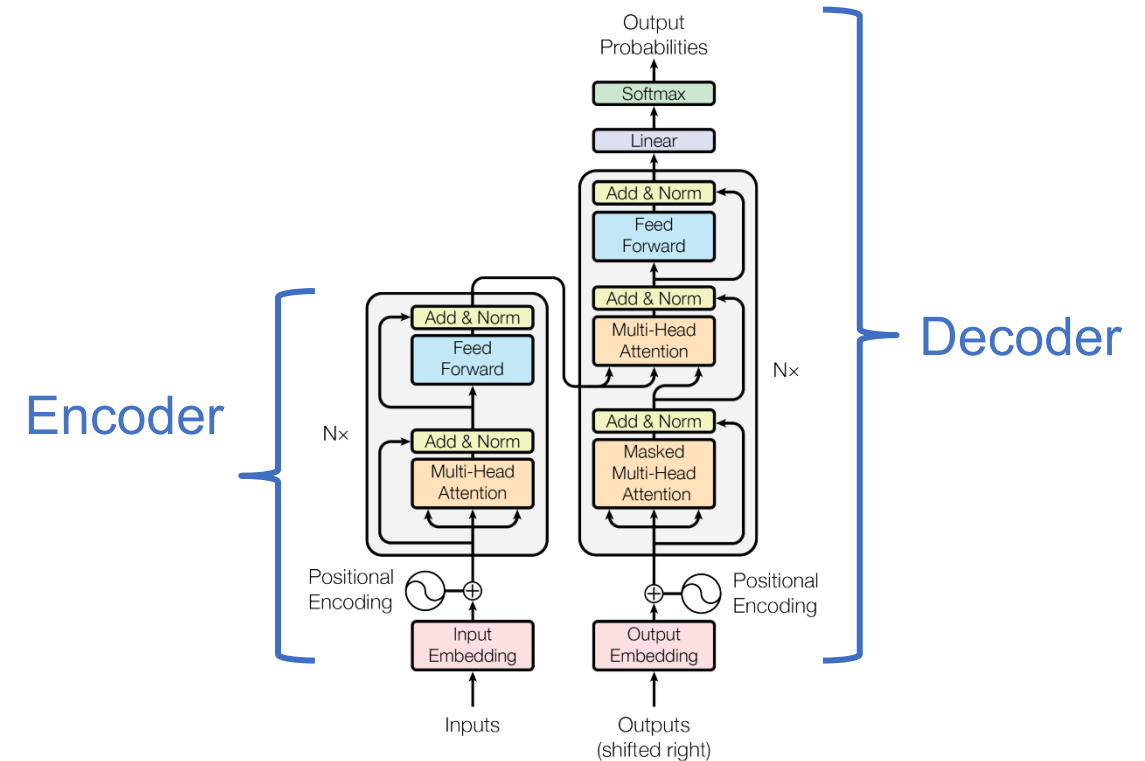 Output
Probabilities
Softmax
Linear
Add & Norm
Feed
Forward
Add & Norm
Multi-Head
Attention
Add & Norm
Masked
Multi-Head
Attention
N×
Decoder
Add & Norm
Feed
Forward
Add & Norm
Multi-Head
Attention
N×
Encoder
Positional
Encoding
Positional
Encoding
Input
Embedding
Output
Embedding
Inputs
Outputs
(shifted right)